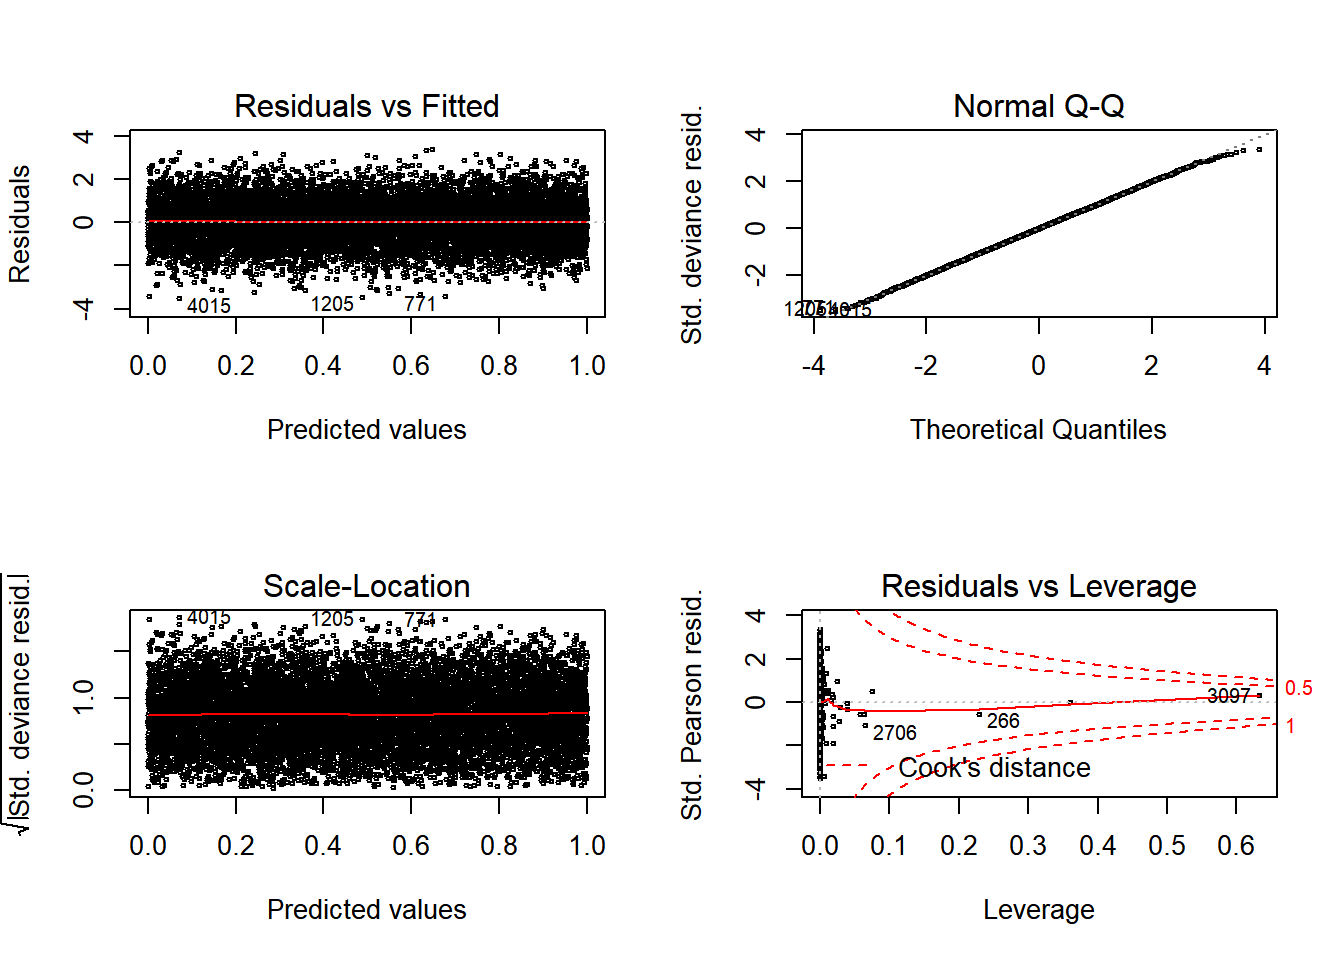 Residuals vs Fitted
Residuals
4
2
0
-4
4015
1205
771
0.0 0.2 0.4 0.6 0.8 1.0
Predicted values
Normal Q-Q
Std. deviance resid.
4
2
0
-2
4015
-4 -2 0 2 4
Theoretical Quantiles
Scale-Location
√|Std. deviance resid.|
1.0
0.0
4015
1205
771
0.0 0.2 0.4 0.6 0.8 1.0
Predicted values
Residuals vs Leverage
Std. Pearson resid.
4
2
0
-4
3097
266
2706
Cook's distance
0.5
1
0.0 0.1 0.2 0.3 0.4 0.5 0.6
Leverage